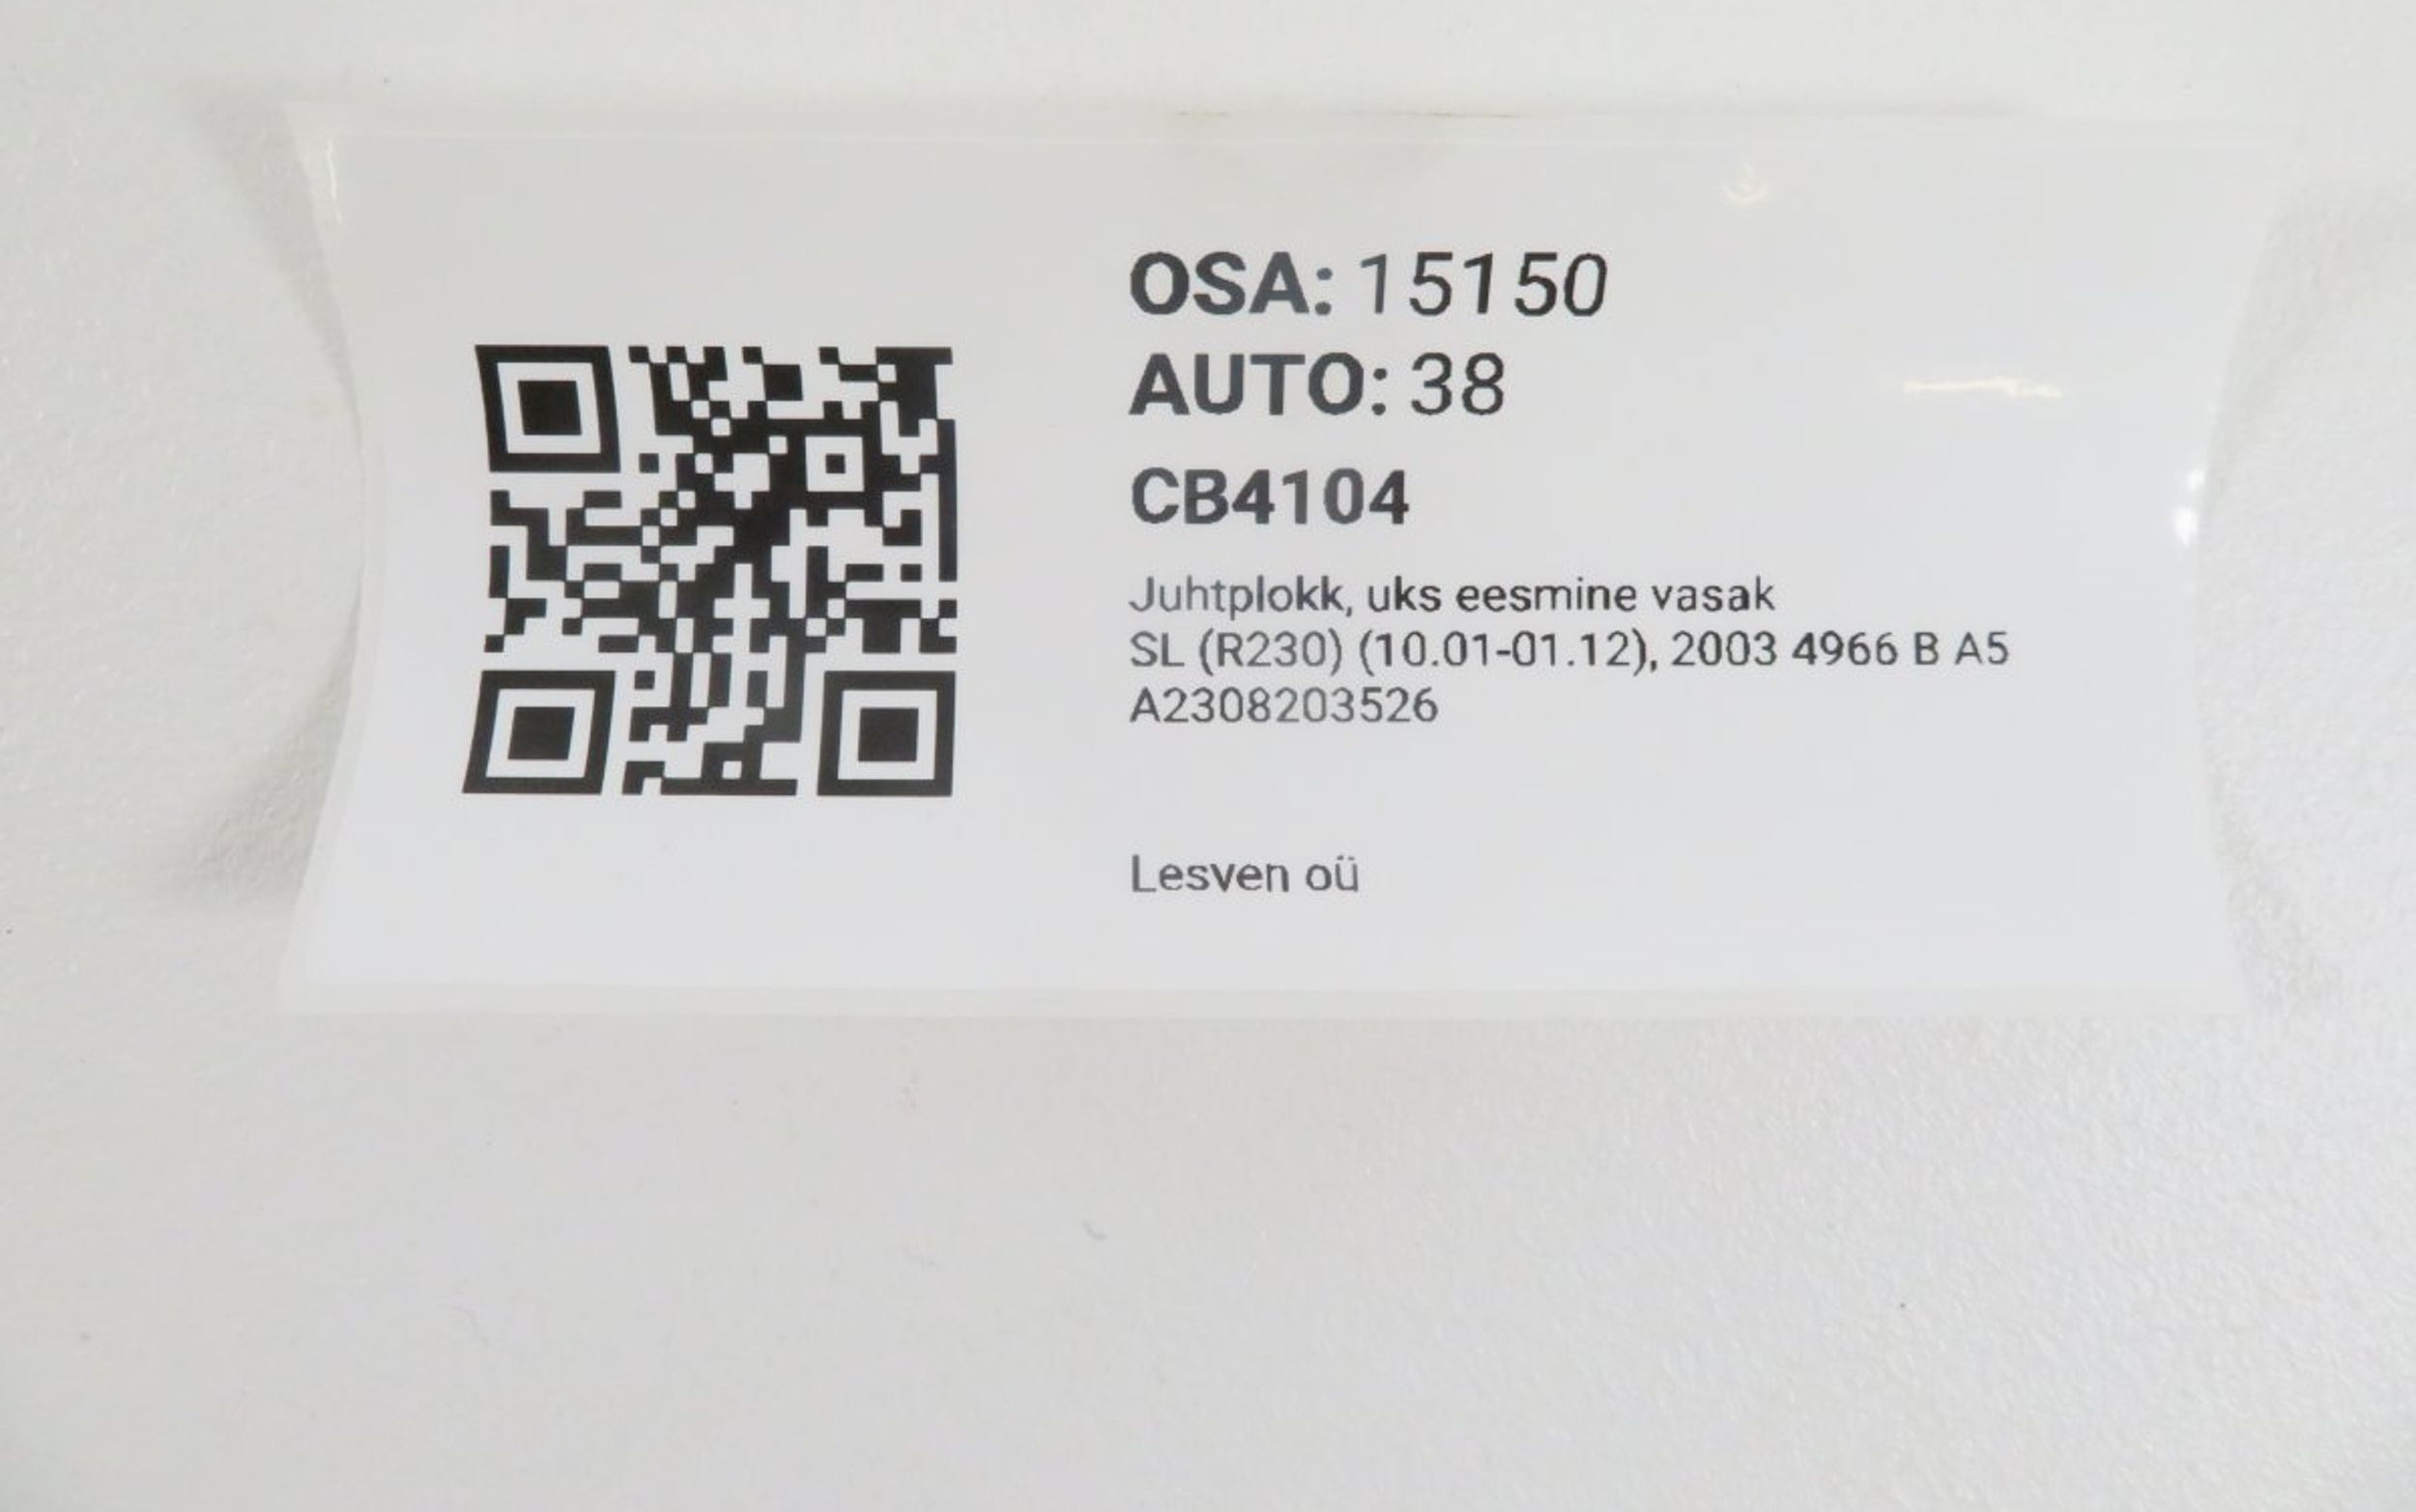 OSA: 15150
AUTO: 38
CB4104
Juhtplokk, uks eesmine vasak
SL (R230) (10.01-01.12), 2003 4966 B A5
A2308203526
Lesven oü